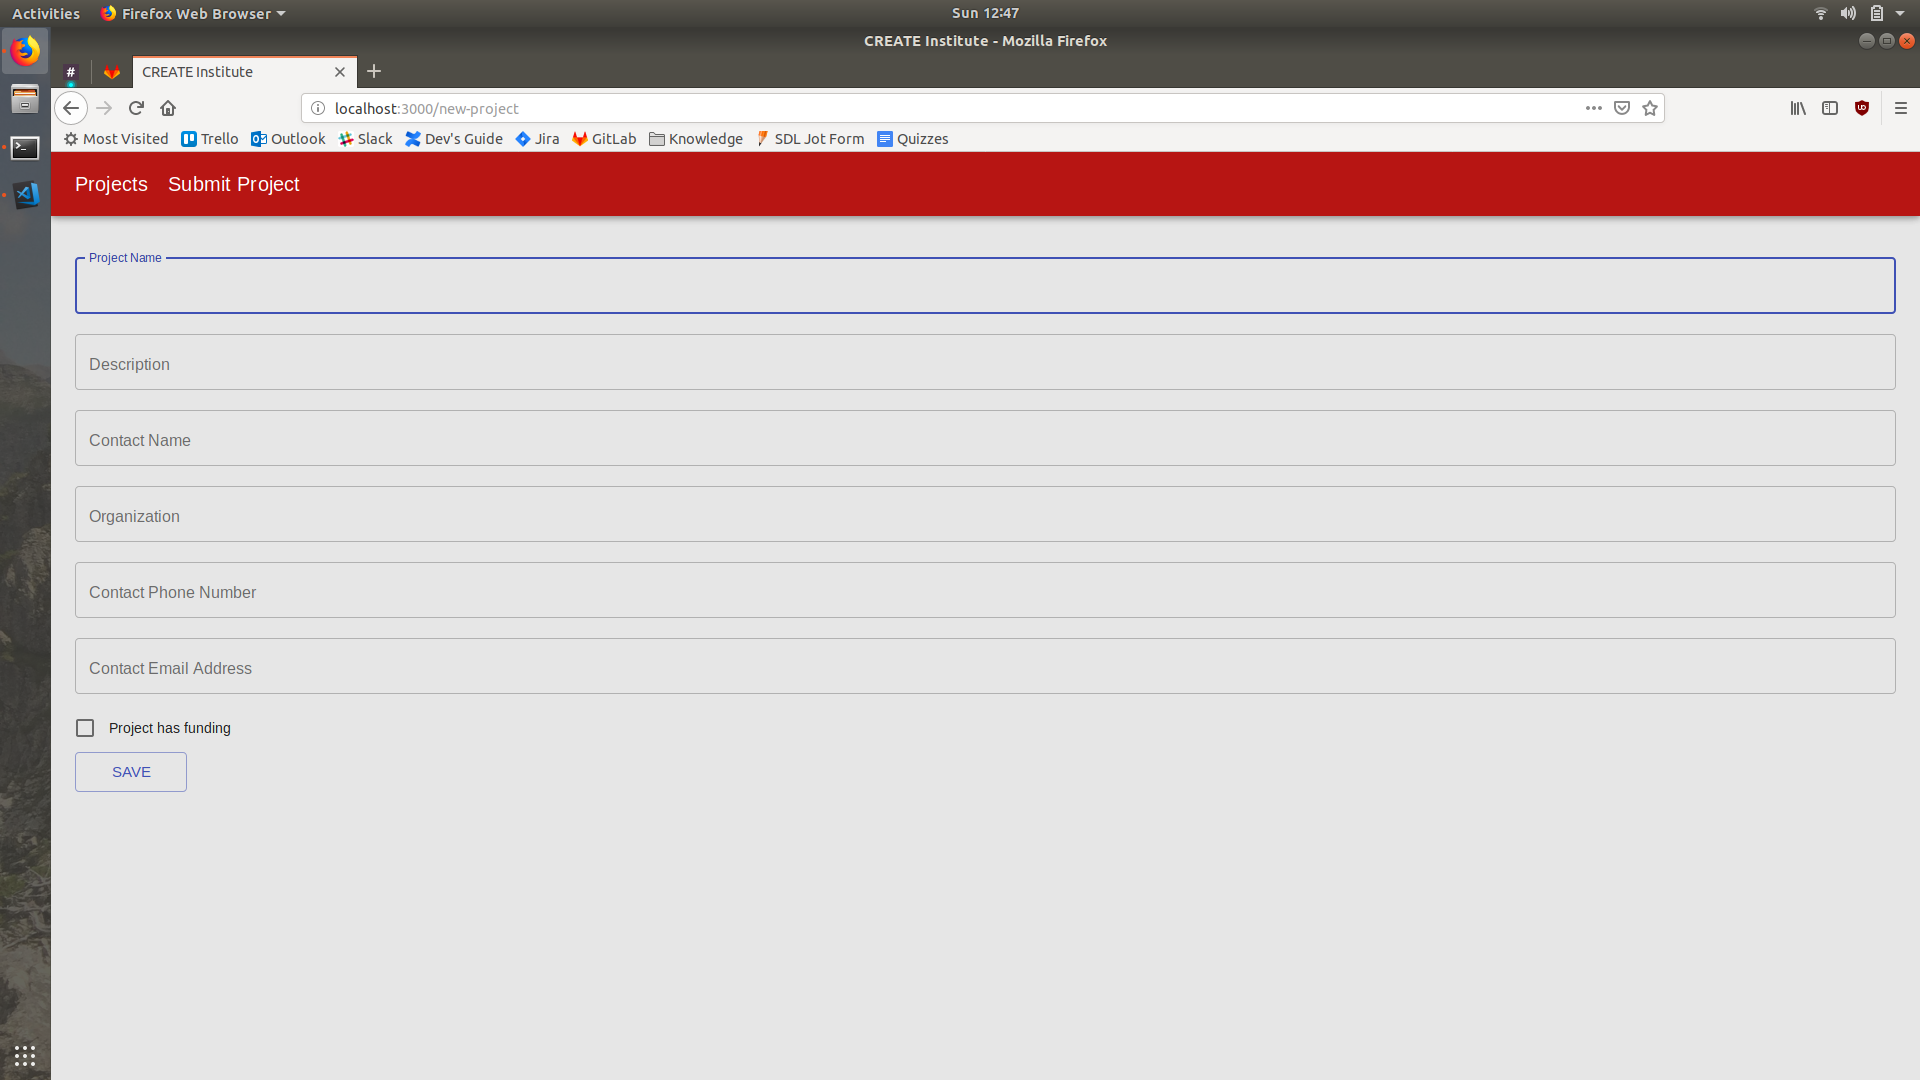 Activities Firefox Web Browser Sun 12:47
CREATE Institute - Mozilla Firefox
# CREATE Institute
localhost:3000/new-project
Most Visited Trello Outlook Slack Dev's Guide Jira GitLab Knowledge SDL Jot Form Quizzes
Projects Submit Project
Project Name
Description
Contact Name
Organization
Contact Phone Number
Contact Email Address
Project has funding
SAVE